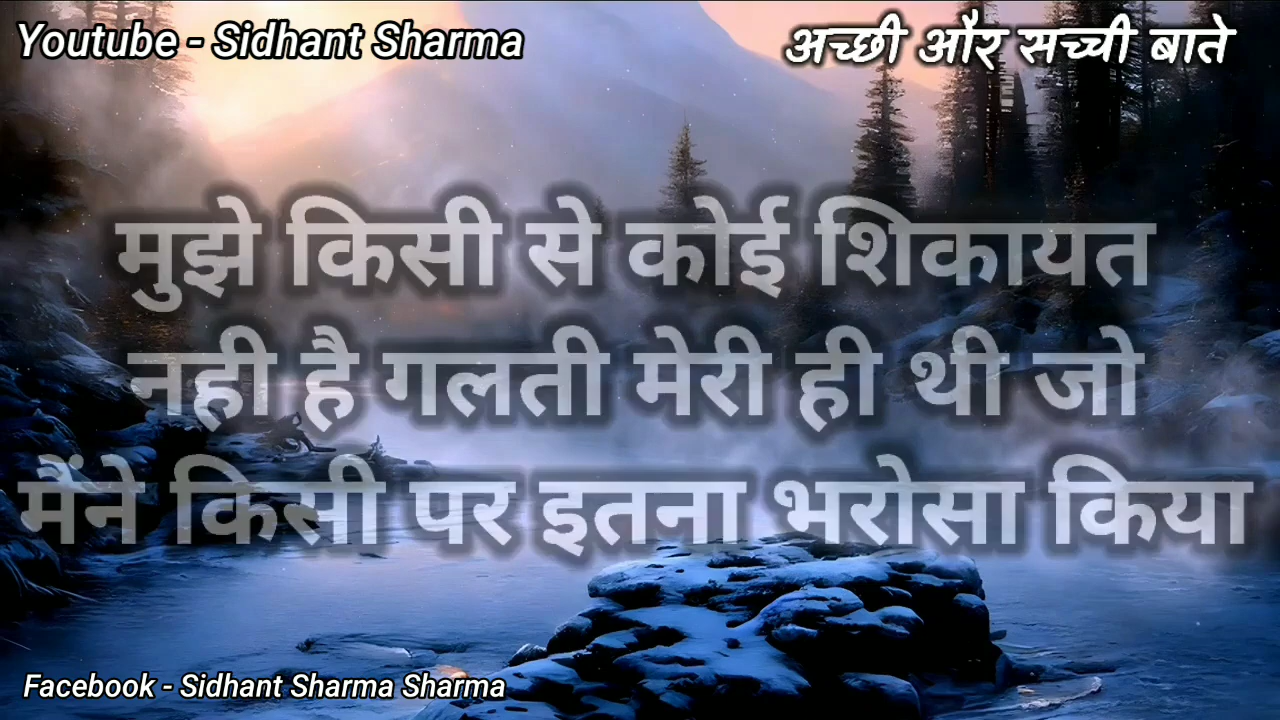 Youtube - Sidhant Sharma
अच्छी और सच्ची बाते
मुझे किसी से कोई शिकायत
नही है गलती मेरी ही थी जो
मैंने किसी पर इतना भरोसा किया
Facebook - Sidhant Sharma Sharma